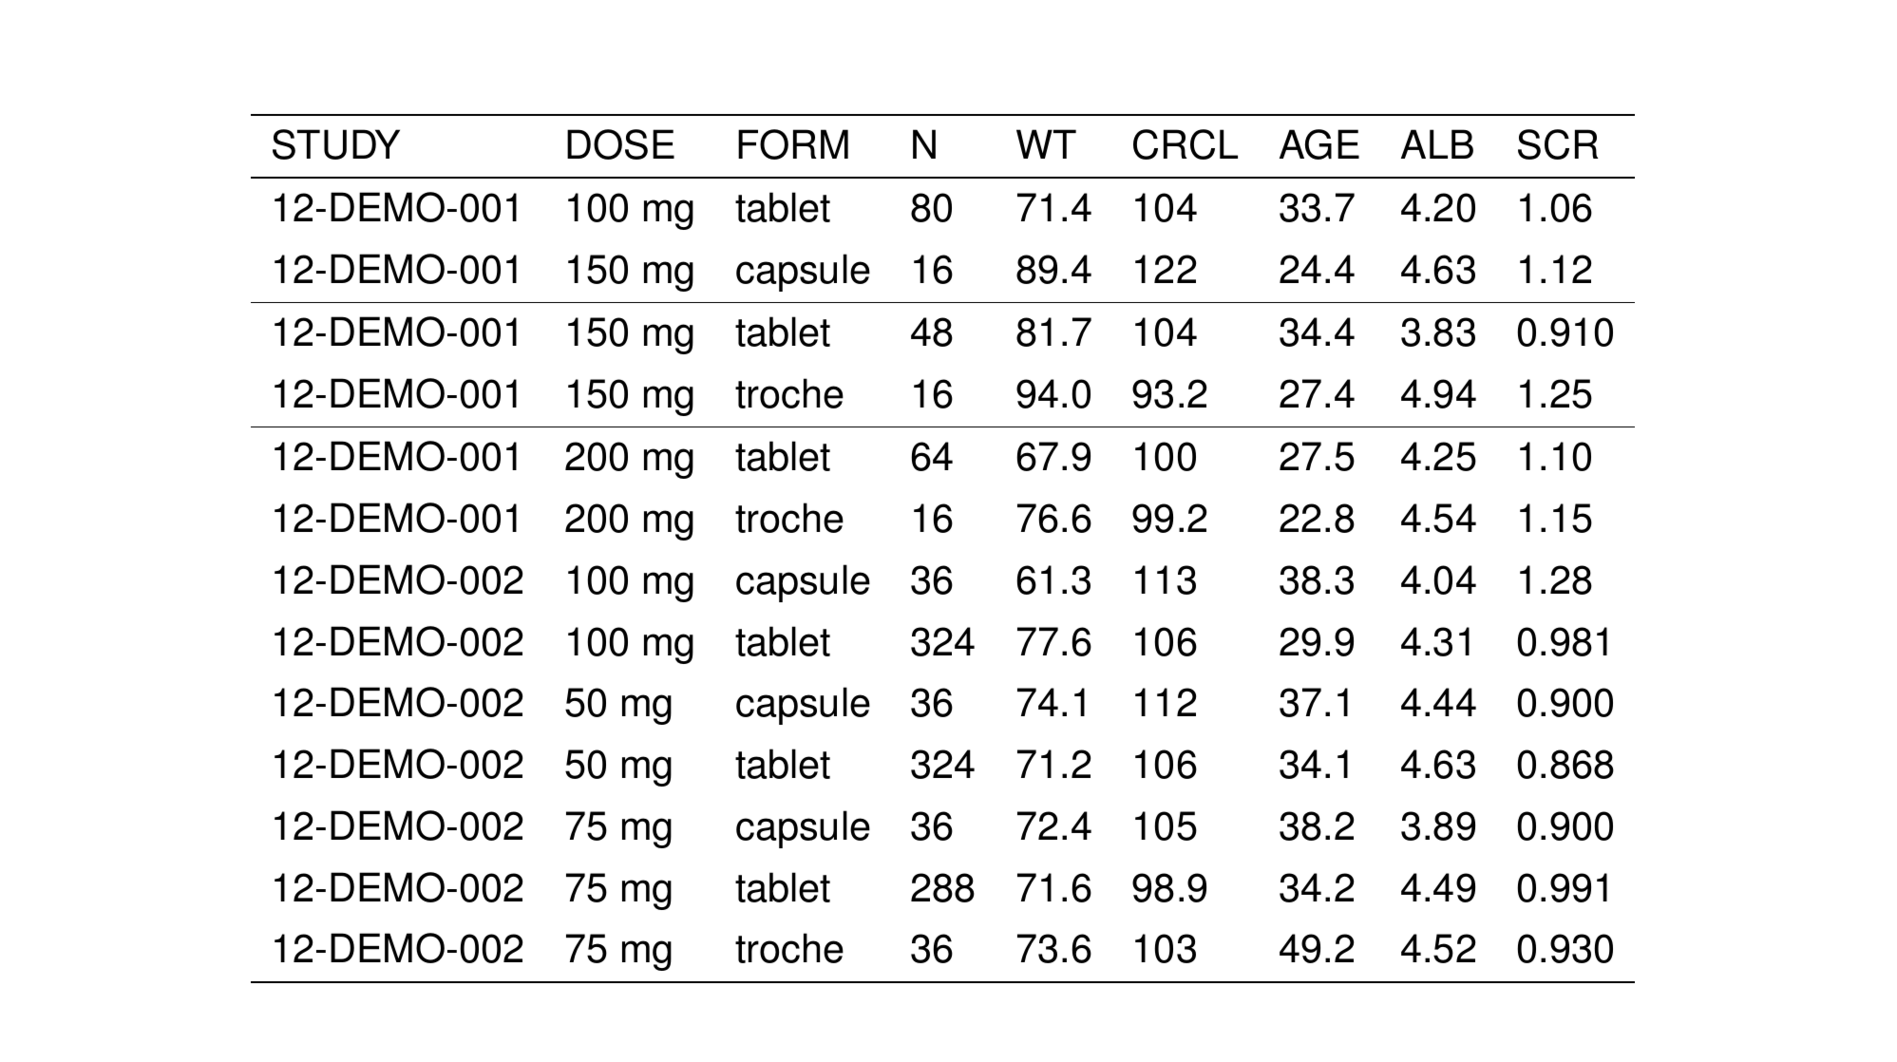 STUDY DOSE FORM N WT CRCL AGE ALB SCR
12-DEMO-001 100 mg tablet 80 71.4 104 33.7 4.20 1.06
12-DEMO-001 150 mg capsule 16 89.4 122 24.4 4.63 1.12
12-DEMO-001 150 mg tablet 48 81.7 104 34.4 3.83 0.910
12-DEMO-001 150 mg troche 16 94.0 93.2 27.4 4.94 1.25
12-DEMO-001 200 mg tablet 64 67.9 100 27.5 4.25 1.10
12-DEMO-001 200 mg troche 16 76.6 99.2 22.8 4.54 1.15
12-DEMO-002 100 mg capsule 36 61.3 113 38.3 4.04 1.28
12-DEMO-002 100 mg tablet 324 77.6 106 29.9 4.31 0.981
12-DEMO-002 50 mg capsule 36 74.1 112 37.1 4.44 0.900
12-DEMO-002 50 mg tablet 324 71.2 106 34.1 4.63 0.868
12-DEMO-002 75 mg capsule 36 72.4 105 38.2 3.89 0.900
12-DEMO-002 75 mg tablet 288 71.6 98.9 34.2 4.49 0.991
12-DEMO-002 75 mg troche 36 73.6 103 49.2 4.52 0.930